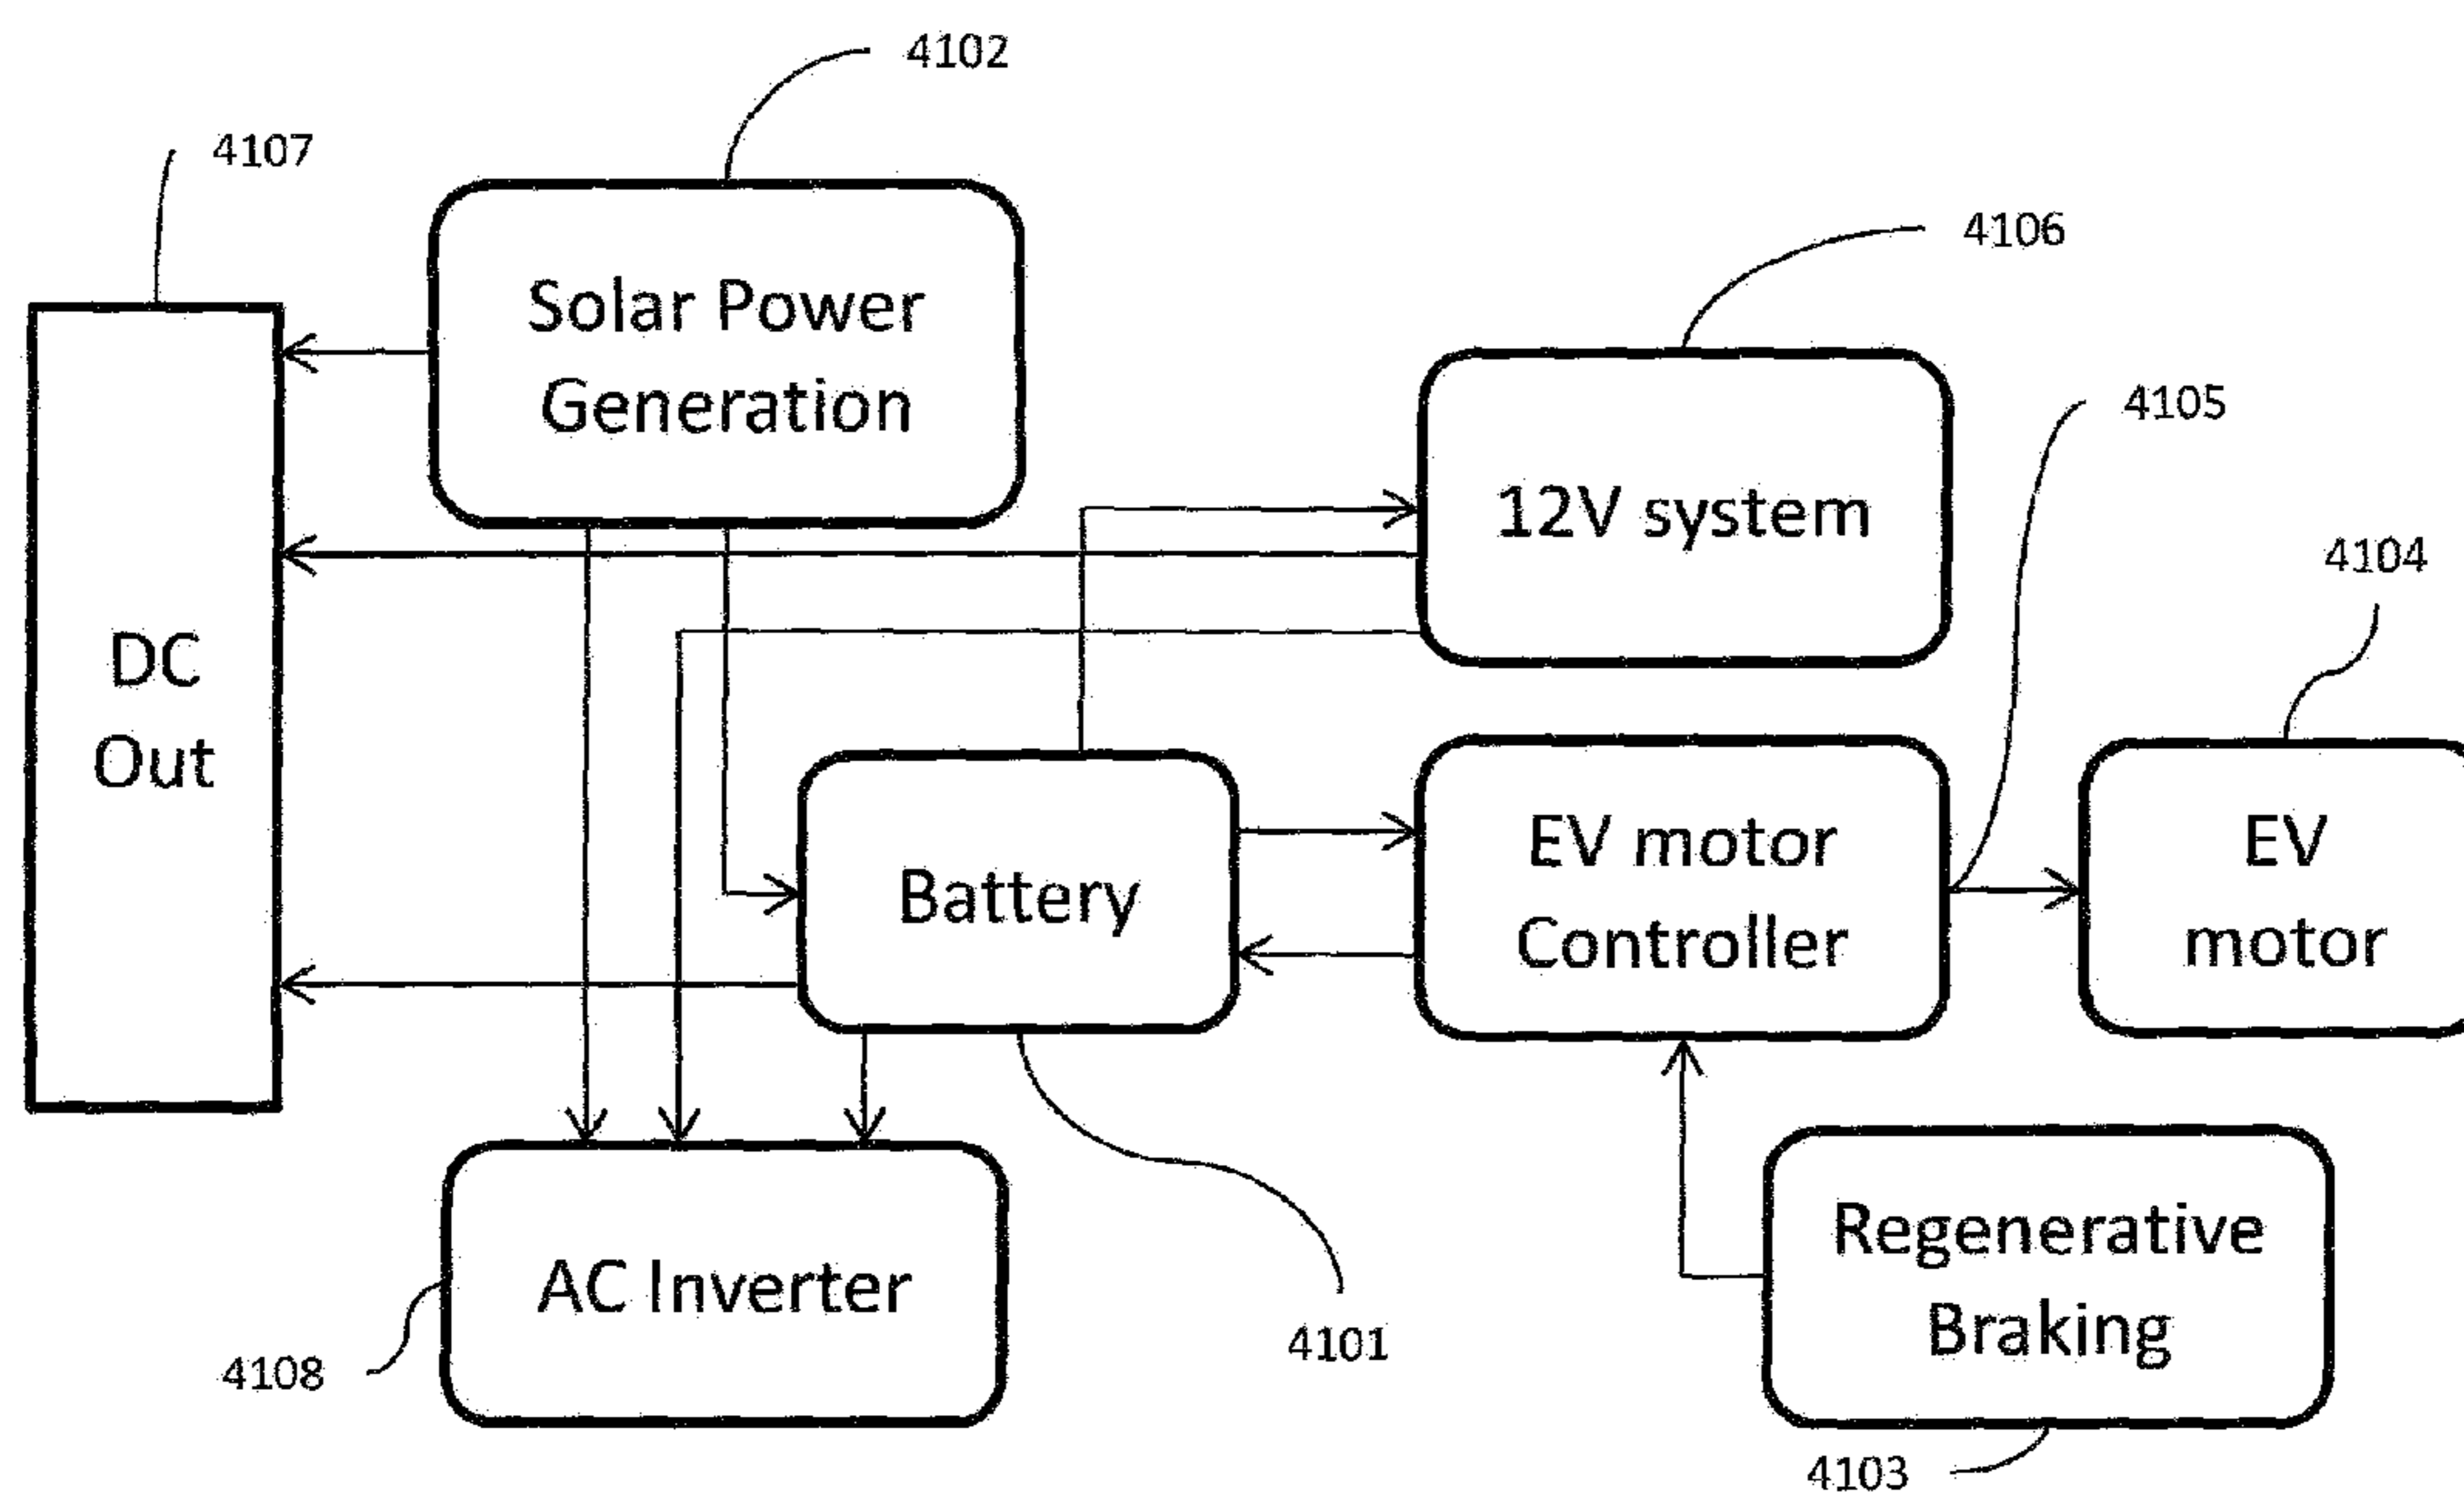 4102
4107
Solar Power
Generation
4106
12V system
4105
4104
DC
Out
Battery
EV motor
Controller
EV
motor
AC Inverter
4108
4101
Regenerative
Braking
4103